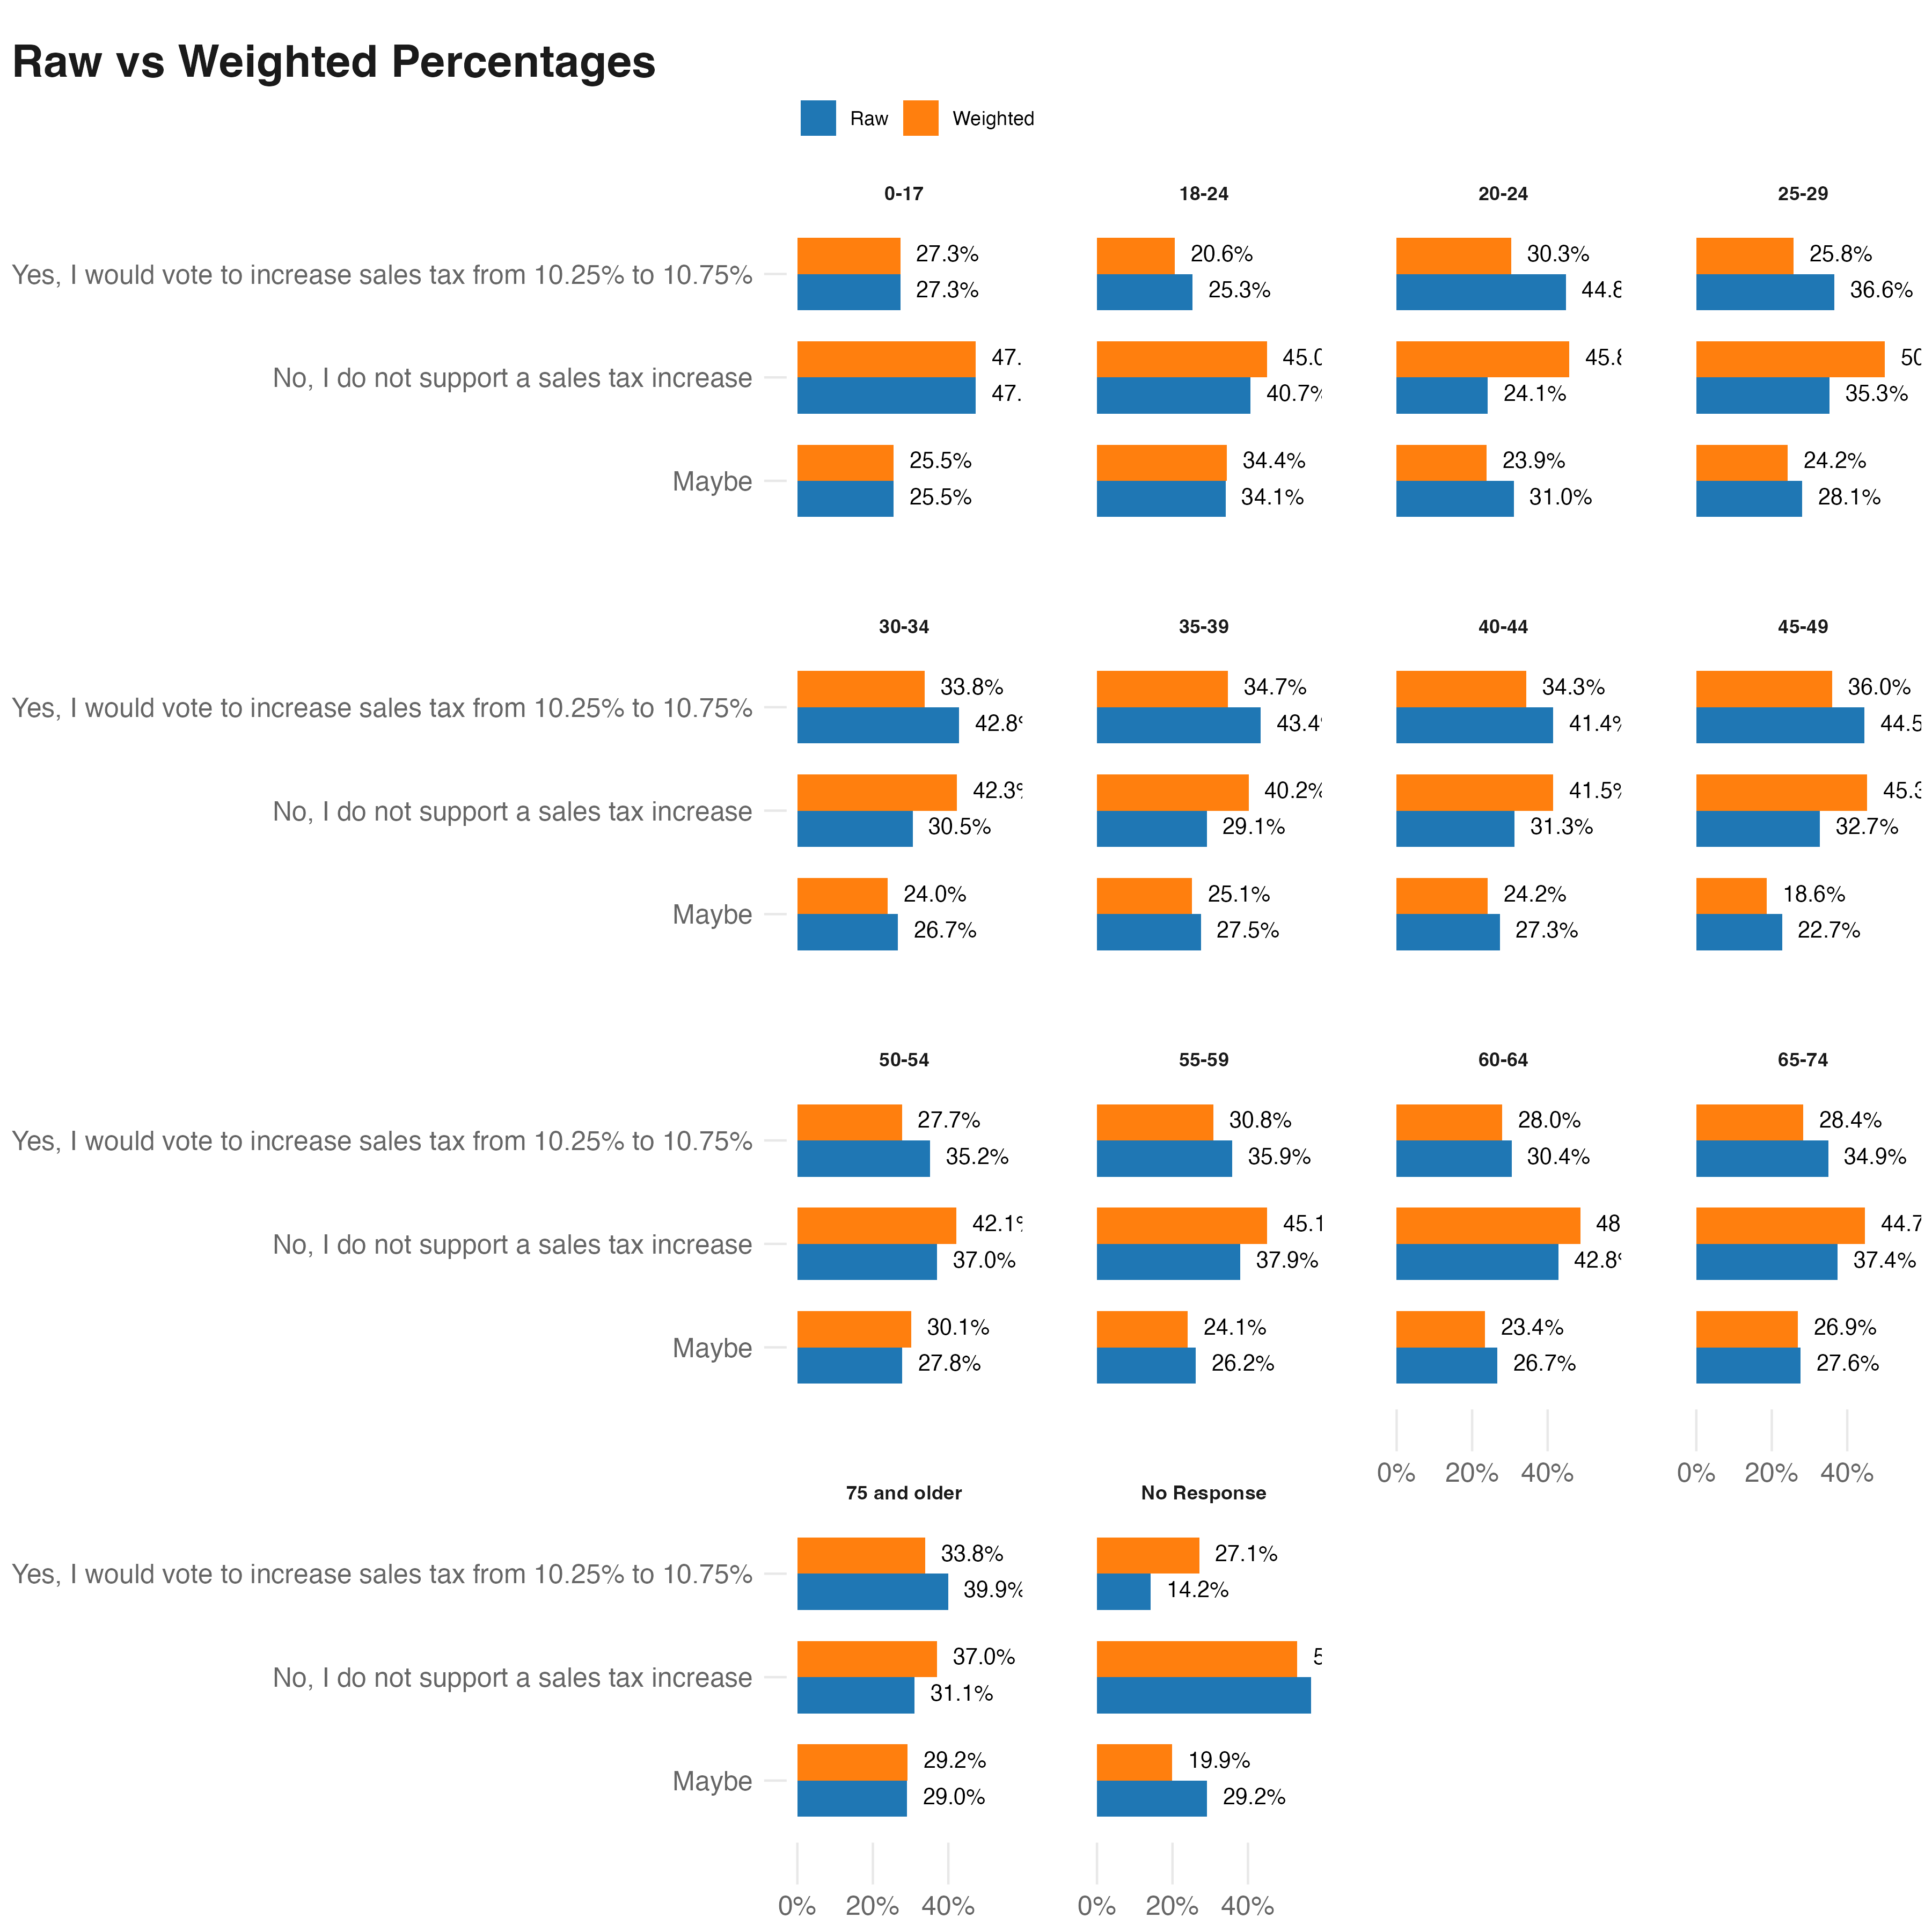 Raw vs Weighted Percentages
Raw Weighted
0-17 18-24 20-24 25-29
Yes, I would vote to increase sales tax from 10.25% to 10.75% 27.3% 20.6% 30.3% 25.8%
27.3% 25.3% 44.8 36.6%
No, I do not support a sales tax increase 47. 45.0 45.8 50
47. 40.7% 24.1% 35.3%
Maybe 25.5% 34.4% 23.9% 24.2%
25.5% 34.1% 31.0% 28.1%
30-34 35-39 40-44 45-49
Yes, I would vote to increase sales tax from 10.25% to 10.75% 33.8% 34.7% 34.3% 36.0%
42.8% 43.4 41.4% 44.5
No, I do not support a sales tax increase 42.3% 40.2% 41.5% 45.3
30.5% 29.1% 31.3% 32.7%
Maybe 24.0% 25.1% 24.2% 18.6%
26.7% 27.5% 27.3% 22.7%
50-54 55-59 60-64 65-74
Yes, I would vote to increase sales tax from 10.25% to 10.75% 27.7% 30.8% 28.0% 28.4%
35.2% 35.9% 30.4% 34.9%
No, I do not support a sales tax increase 42.1% 45.1 48 44.7
37.0% 37.9% 42.8% 37.4%
Maybe 30.1% 24.1% 23.4% 26.9%
27.8% 26.2% 26.7% 27.6%
0% 20% 40% 0% 20% 40%
75 and older No Response
Yes, I would vote to increase sales tax from 10.25% to 10.75% 33.8% 27.1%
39.9% 14.2%
No, I do not support a sales tax increase 37.0% 5
31.1%
Maybe 29.2% 19.9%
29.0% 29.2%
0% 20% 40% 0% 20% 40%